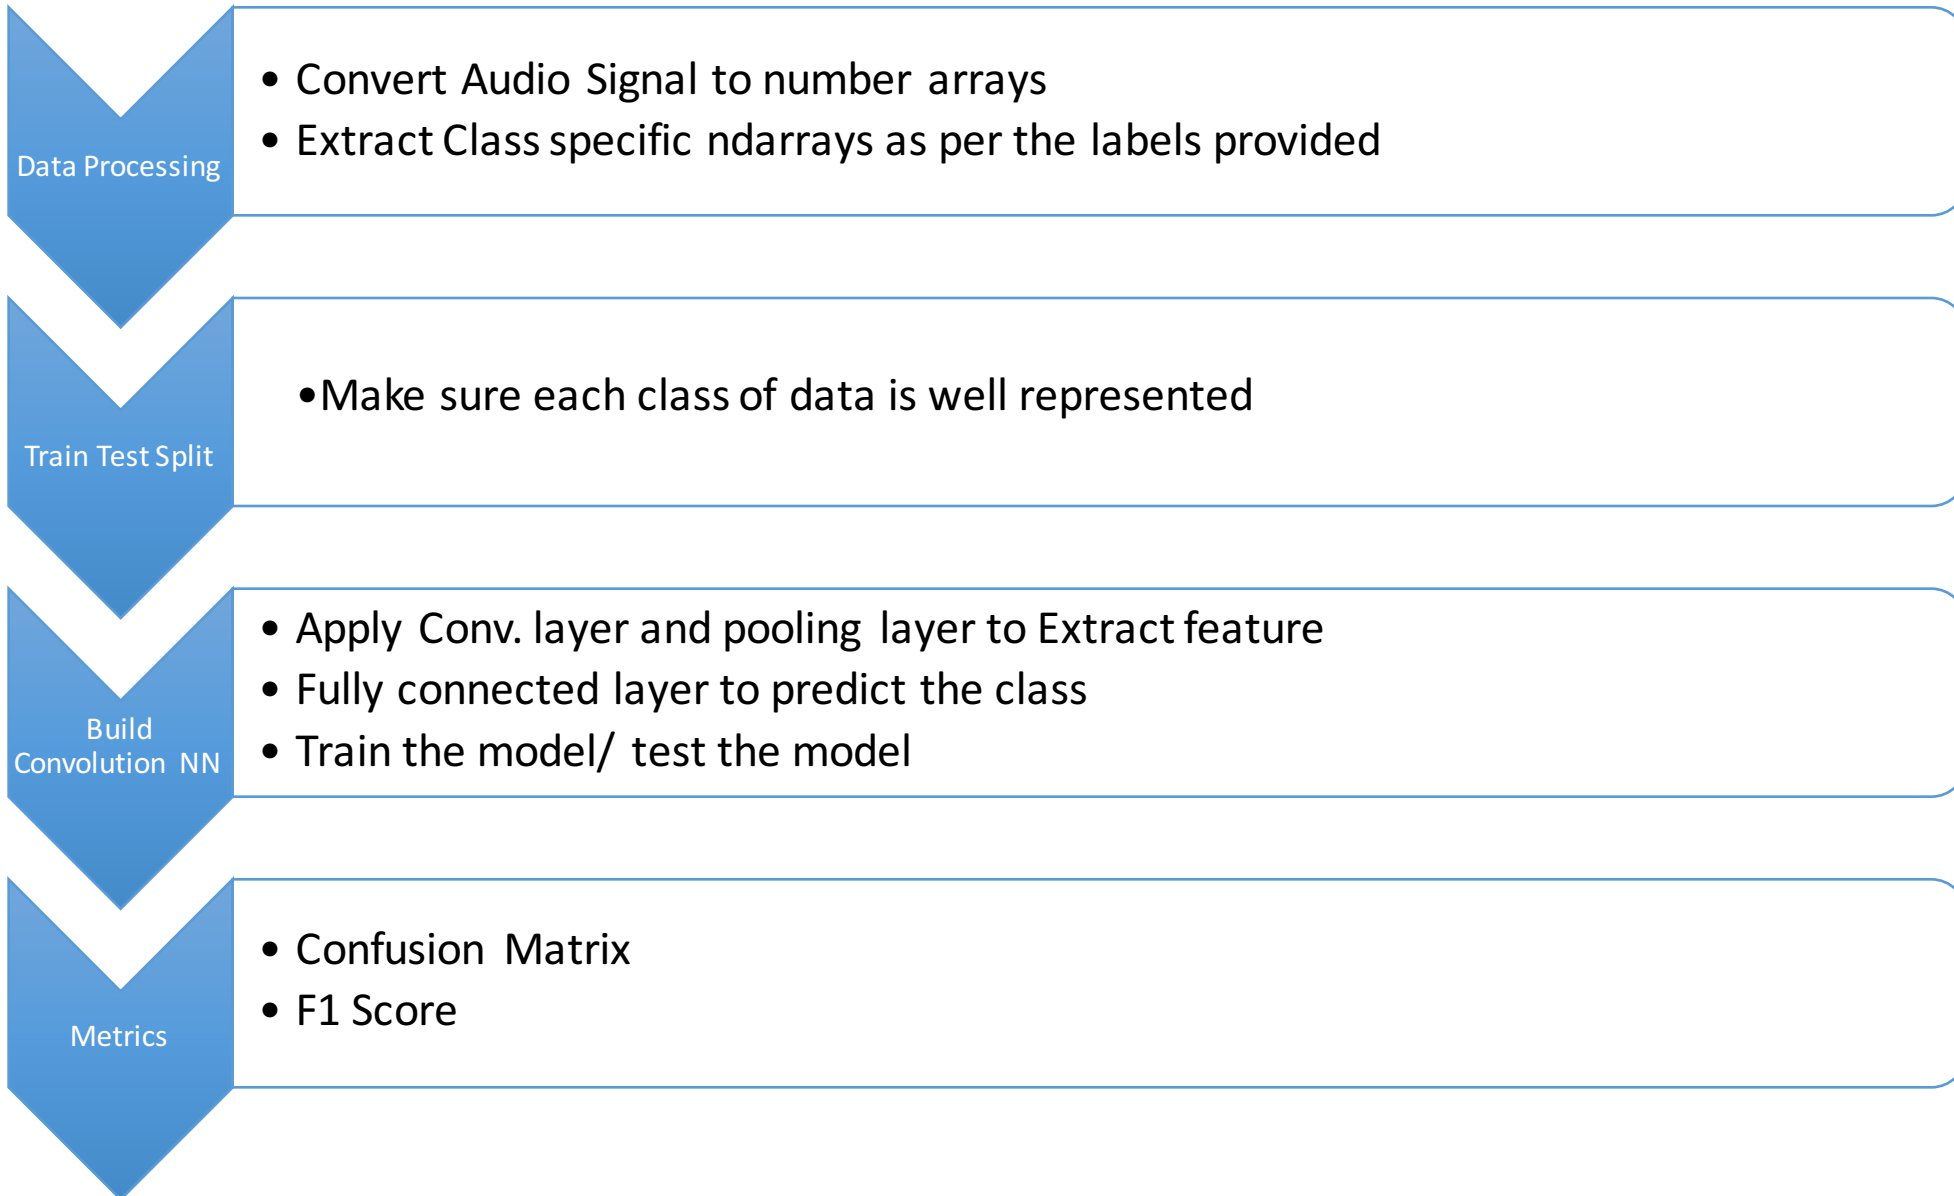 Data Processing
• Convert Audio Signal to number arrays
• Extract Class specific ndarrays as per the labels provided
Train Test Split
•Make sure each class of data is well represented
Build
Convolution NN
• Apply Conv. layer and pooling layer to Extract feature
• Fully connected layer to predict the class
• Train the model/ test the model
Metrics
• Confusion Matrix
• F1 Score